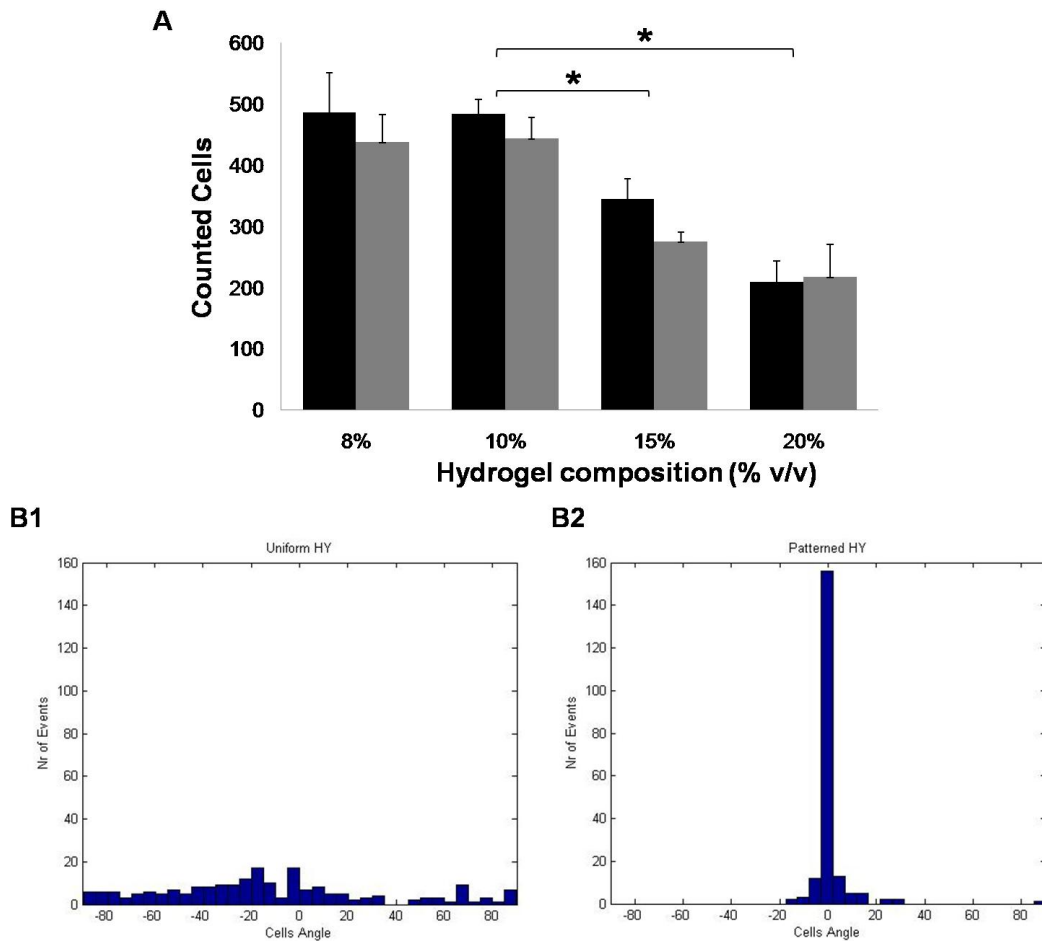 A
600
500
400
300
200
100
0
Counted Cells
*
*
8% 10% 15% 20%
Hydrogel composition (% v/v)
B1
Uniform HY
160
140
120
100
80
60
40
20
0
Nr of Events
-80 -60 -40 -20 0 20 40 60 80
Cells Angle
B2
Patterned HY
160
140
120
100
80
60
40
20
0
Nr of Events
-80 -60 -40 -20 0 20 40 60 80
Cells Angle